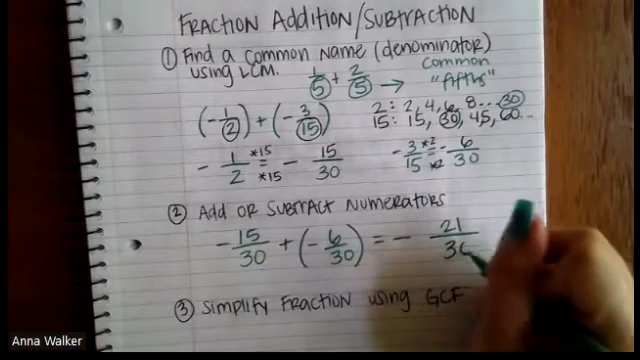 FRACTION ADDITION/SUBTRACTION
① Find a common name (denominator)
using LCM. 1/5 + 2/5 → common "fifths"
(-1/2) + (-3/15) 2: 2, 4, 6, 8... 30
15: 15, 30, 45, 60...
- 1/2 *15 = *15 - 15/30 - 3/15 *2 = *2 - 6/30
② Add OR SUBTRACT NUMERATORS
- 15/30 + (- 6/30) = - 21/30
③ SIMPLIFY FRACTION using GCF
Anna Walker